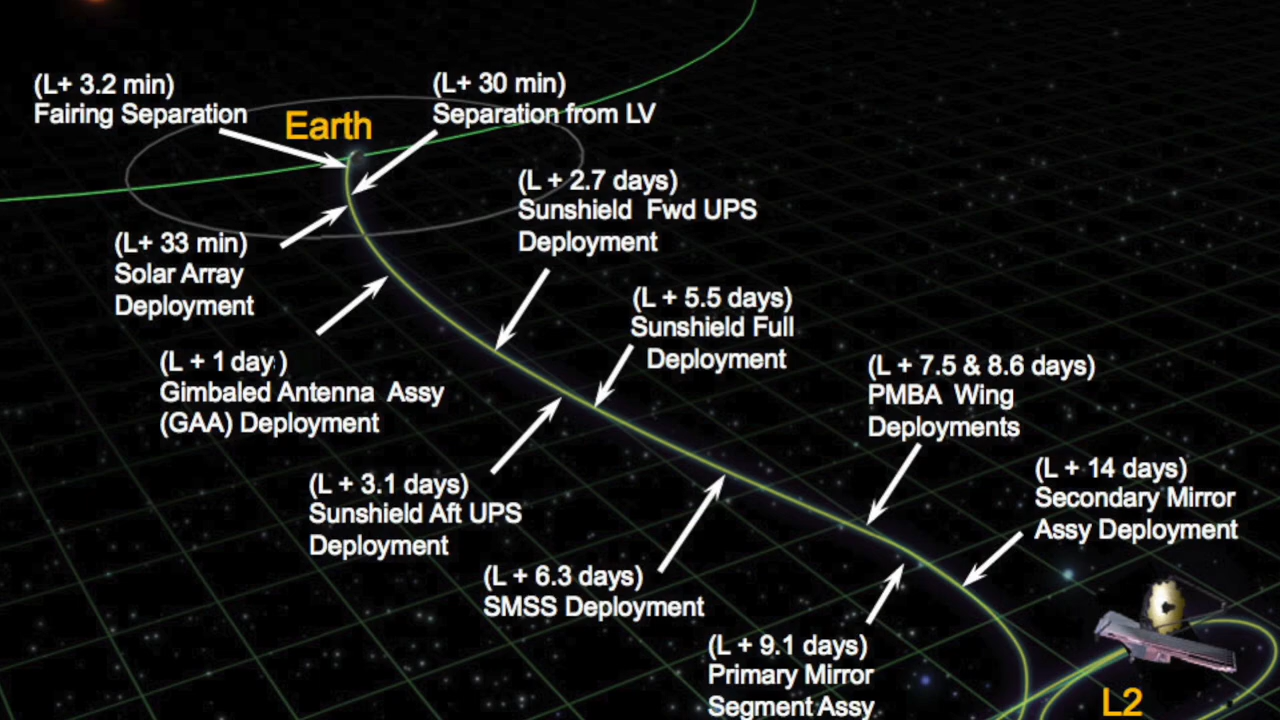 (L+ 3.2 min)
Fairing Separation
Earth
(L+ 30 min)
Separation from LV
(L + 2.7 days)
Sunshield Fwd UPS
Deployment
(L+ 33 min)
Solar Array
Deployment
(L + 5.5 days)
Sunshield Full
Deployment
(L + 1 day )
Gimbaled Antenna Assy
(GAA) Deployment
(L + 7.5 & 8.6 days)
PMBA Wing
Deployments
(L + 3.1 days)
Sunshield Aft UPS
Deployment
(L + 14 days)
Secondary Mirror
Assy Deployment
(L + 6.3 days)
SMSS Deployment
(L + 9.1 days)
Primary Mirror
Segment Assy
L2